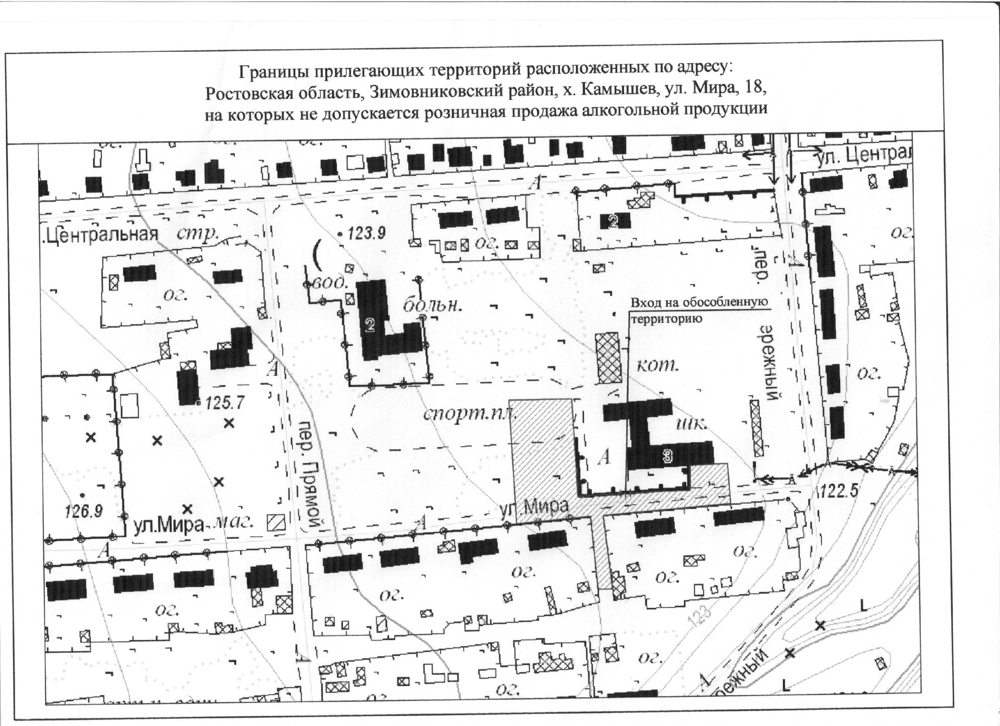 Границы прилегающих территорий расположенных по адресу:
Ростовская область, Зимовниковский район, х. Камышев, ул. Мира, 18,
на которых не допускается розничная продажа алкогольной продукции
ог.
ог.
ул. Централ
А
.Центральная
стр.
123.9
ог.
2
ог.
пер.
А
вод.
ог.
больн.
Вход на обособленную
территорию
2
ережный
кот.
ог.
А
125.7
спорт.пл.
шк.
пер. Прямой
А
3
126.9
ул.Мира
122.5
ул.Мира
маг.
А
А
ог.
ог.
ог.
ог.
ог.
123
L
А
ог.
А
режный
L
ог.